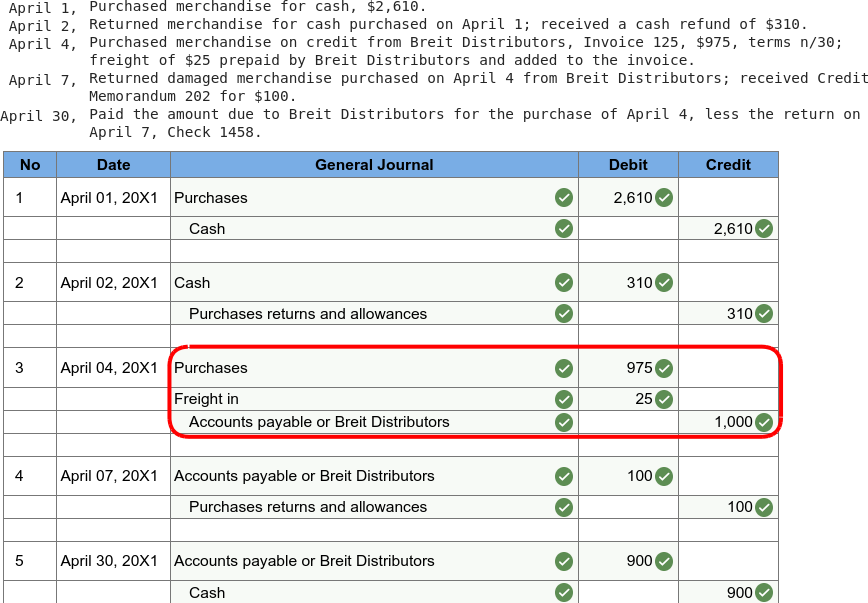 April 1, Purchased merchandise for cash, $2,610.
April 2, Returned merchandise for cash purchased on April 1; received a cash refund of $310.
April 4, Purchased merchandise on credit from Breit Distributors, Invoice 125, $975, terms n/30;
freight of $25 prepaid by Breit Distributors and added to the invoice.
April 7, Returned damaged merchandise purchased on April 4 from Breit Distributors; received Credit
Memorandum 202 for $100.
April 30, Paid the amount due to Breit Distributors for the purchase of April 4, less the return on
April 7, Check 1458.
No Date General Journal Debit Credit
1 April 01, 20X1 Purchases 2,610
Cash 2,610
2 April 02, 20X1 Cash 310
Purchases returns and allowances 310
3 April 04, 20X1 Purchases 975
Freight in 25
Accounts payable or Breit Distributors 1,000
4 April 07, 20X1 Accounts payable or Breit Distributors 100
Purchases returns and allowances 100
5 April 30, 20X1 Accounts payable or Breit Distributors 900
Cash 900